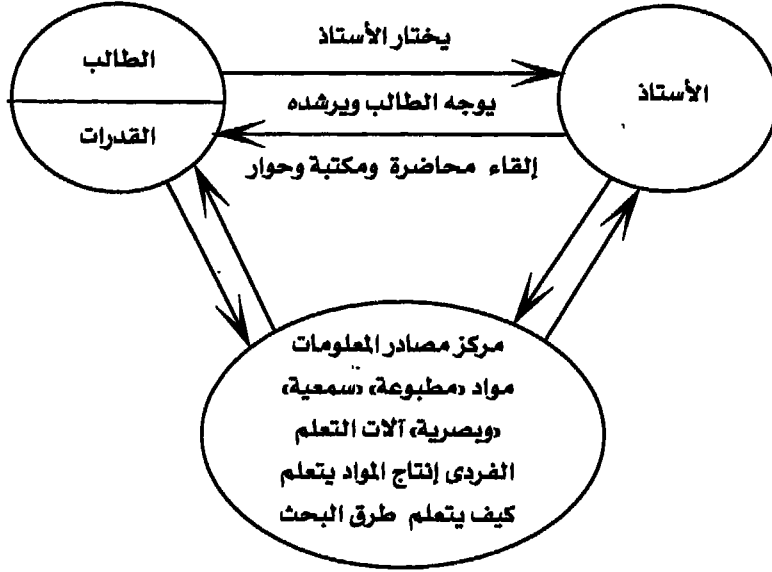 يختار الأستاذ
الطالب
الأستاذ
يوجه الطالب ويرشده
القدرات
إلقاء محاضرة ومكتبة وحوار
مركز مصادر المعلومات
مواد «مطبوعة» «سمعية»
«وبصرية» آلات التعلم
الفردى إنتاج المواد يتعلم
كيف يتعلم طرق البحث